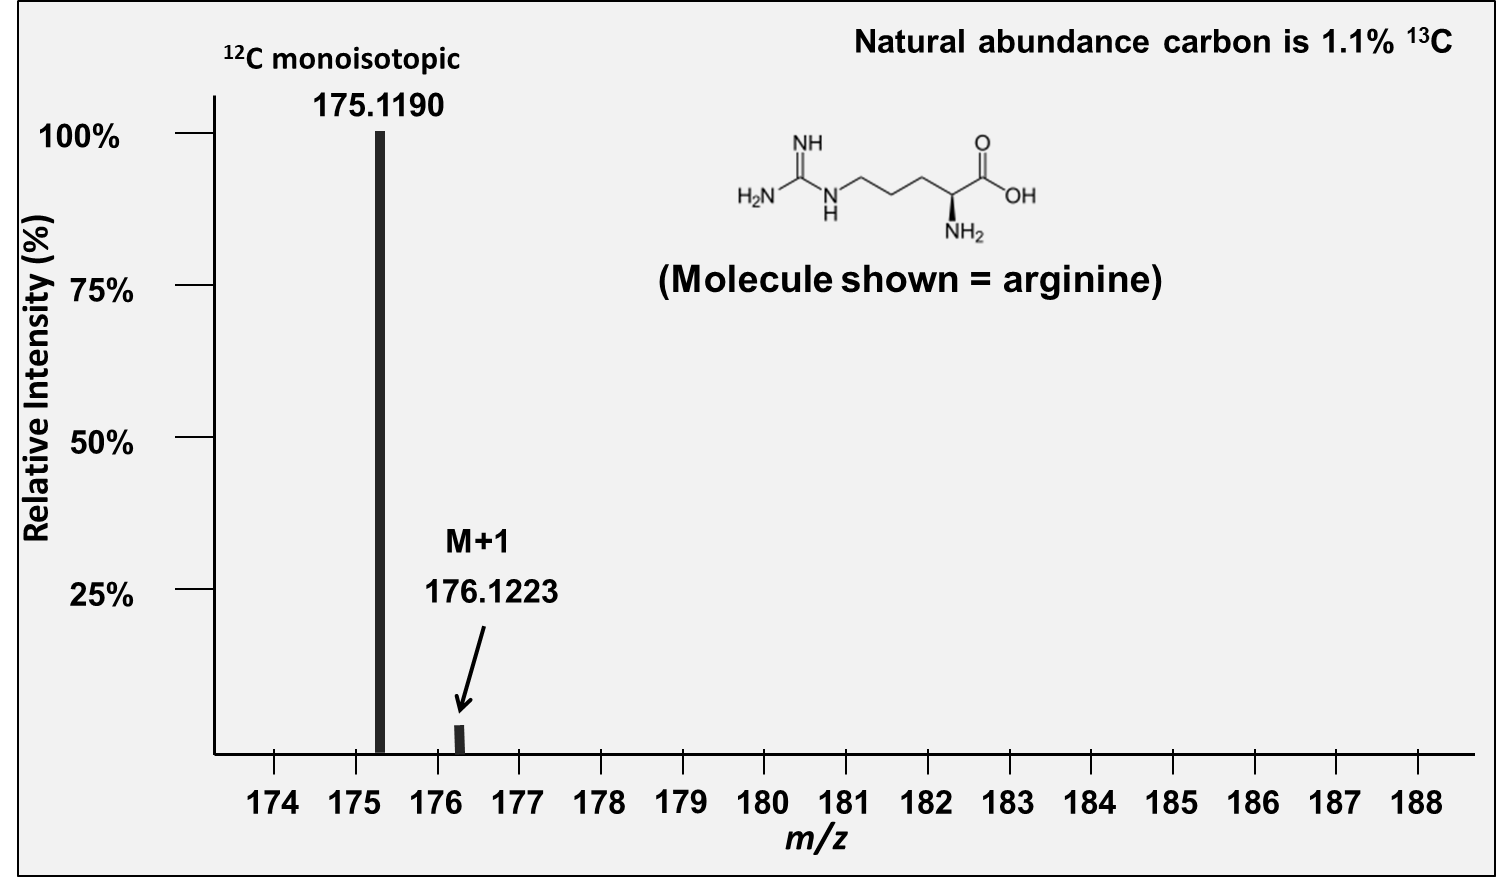 Natural abundance carbon is 1.1% ¹³C
¹²C monoisotopic
175.1190
100%
75%
50%
25%
Relative Intensity (%)
NH
H₂N
N
H
O
OH
NH₂
(Molecule shown = arginine)
M+1
176.1223
174 175 176 177 178 179 180 181 182 183 184 185 186 187 188
m/z